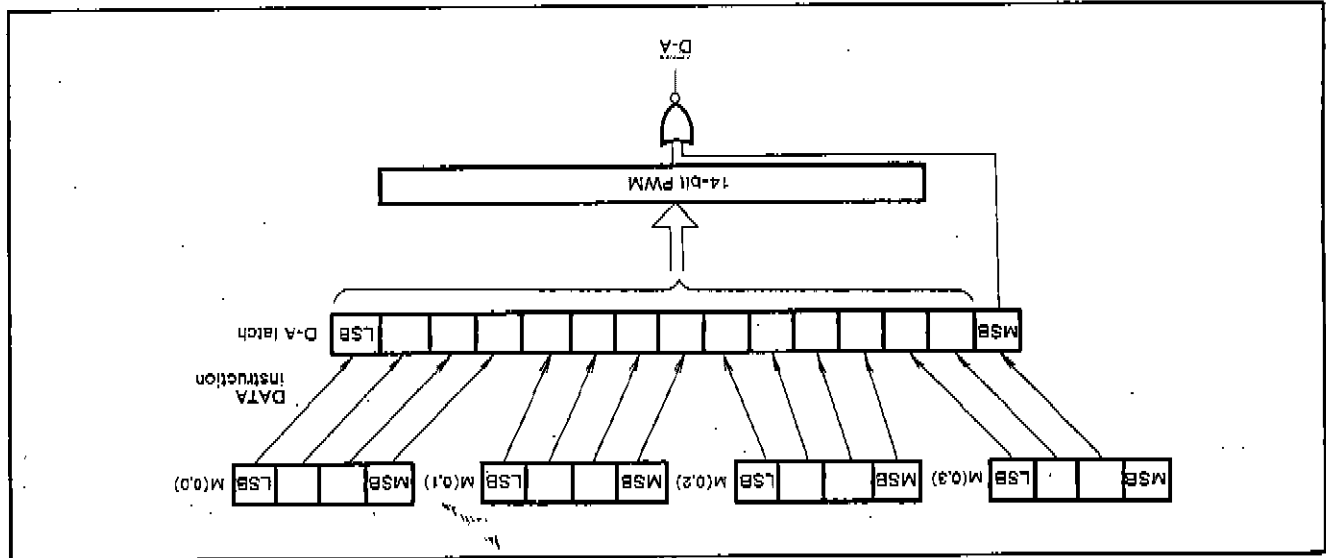 MSB LSB M(0,3) MSB LSB M(0,2) MSB LSB M(0,1) MSB LSB M(0,0)
DATA
instruction
MSB LSB D-A latch
14-bit PWM
D-A